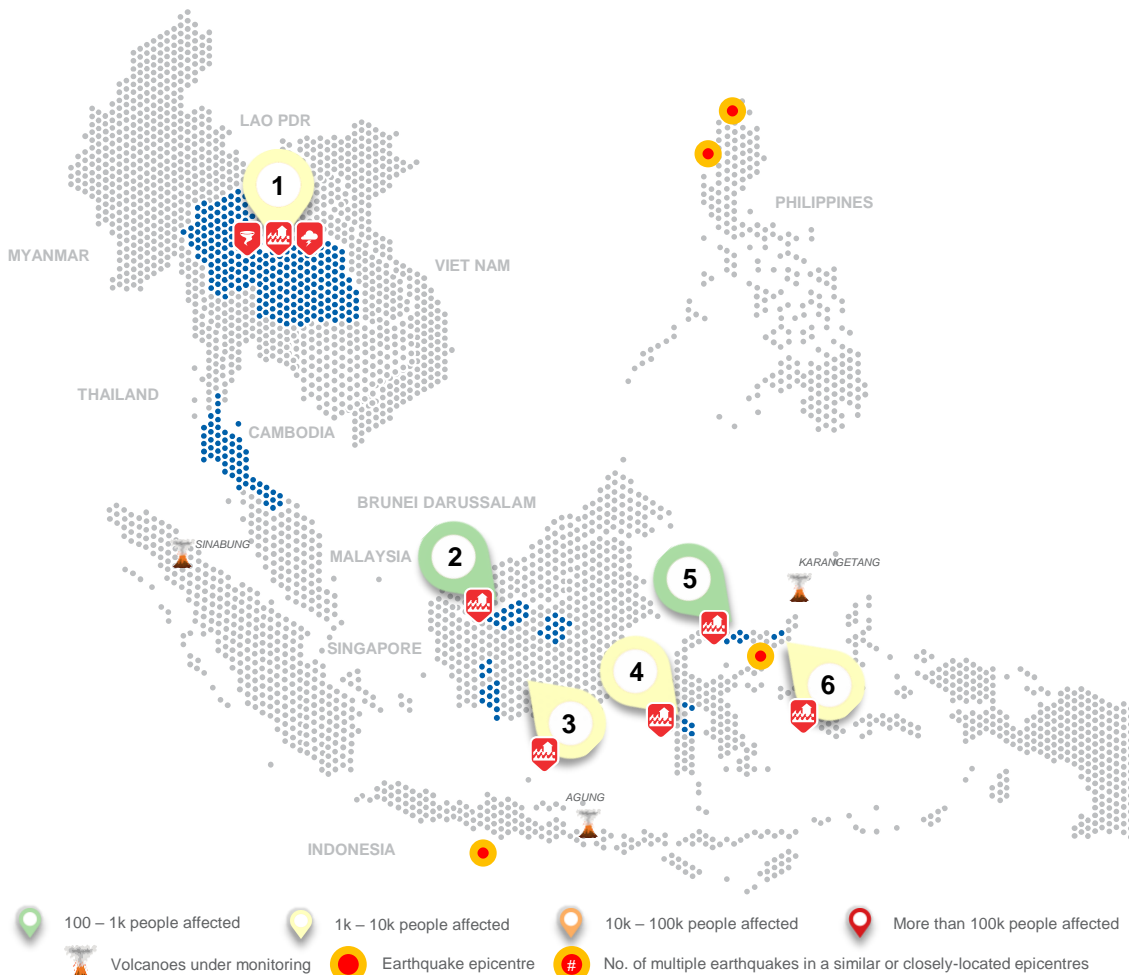 LAO PDR
1
PHILIPPINES
MYANMAR
VIET NAM
THAILAND
CAMBODIA
BRUNEI DARUSSALAM
SINABUNG
MALAYSIA
2
5
KARANGETANG
SINGAPORE
4
6
3
AGUNG
INDONESIA
100 – 1k people affected
1k – 10k people affected
10k – 100k people affected
More than 100k people affected
Volcanoes under monitoring
Earthquake epicentre
#
No. of multiple earthquakes in a similar or closely-located epicentres